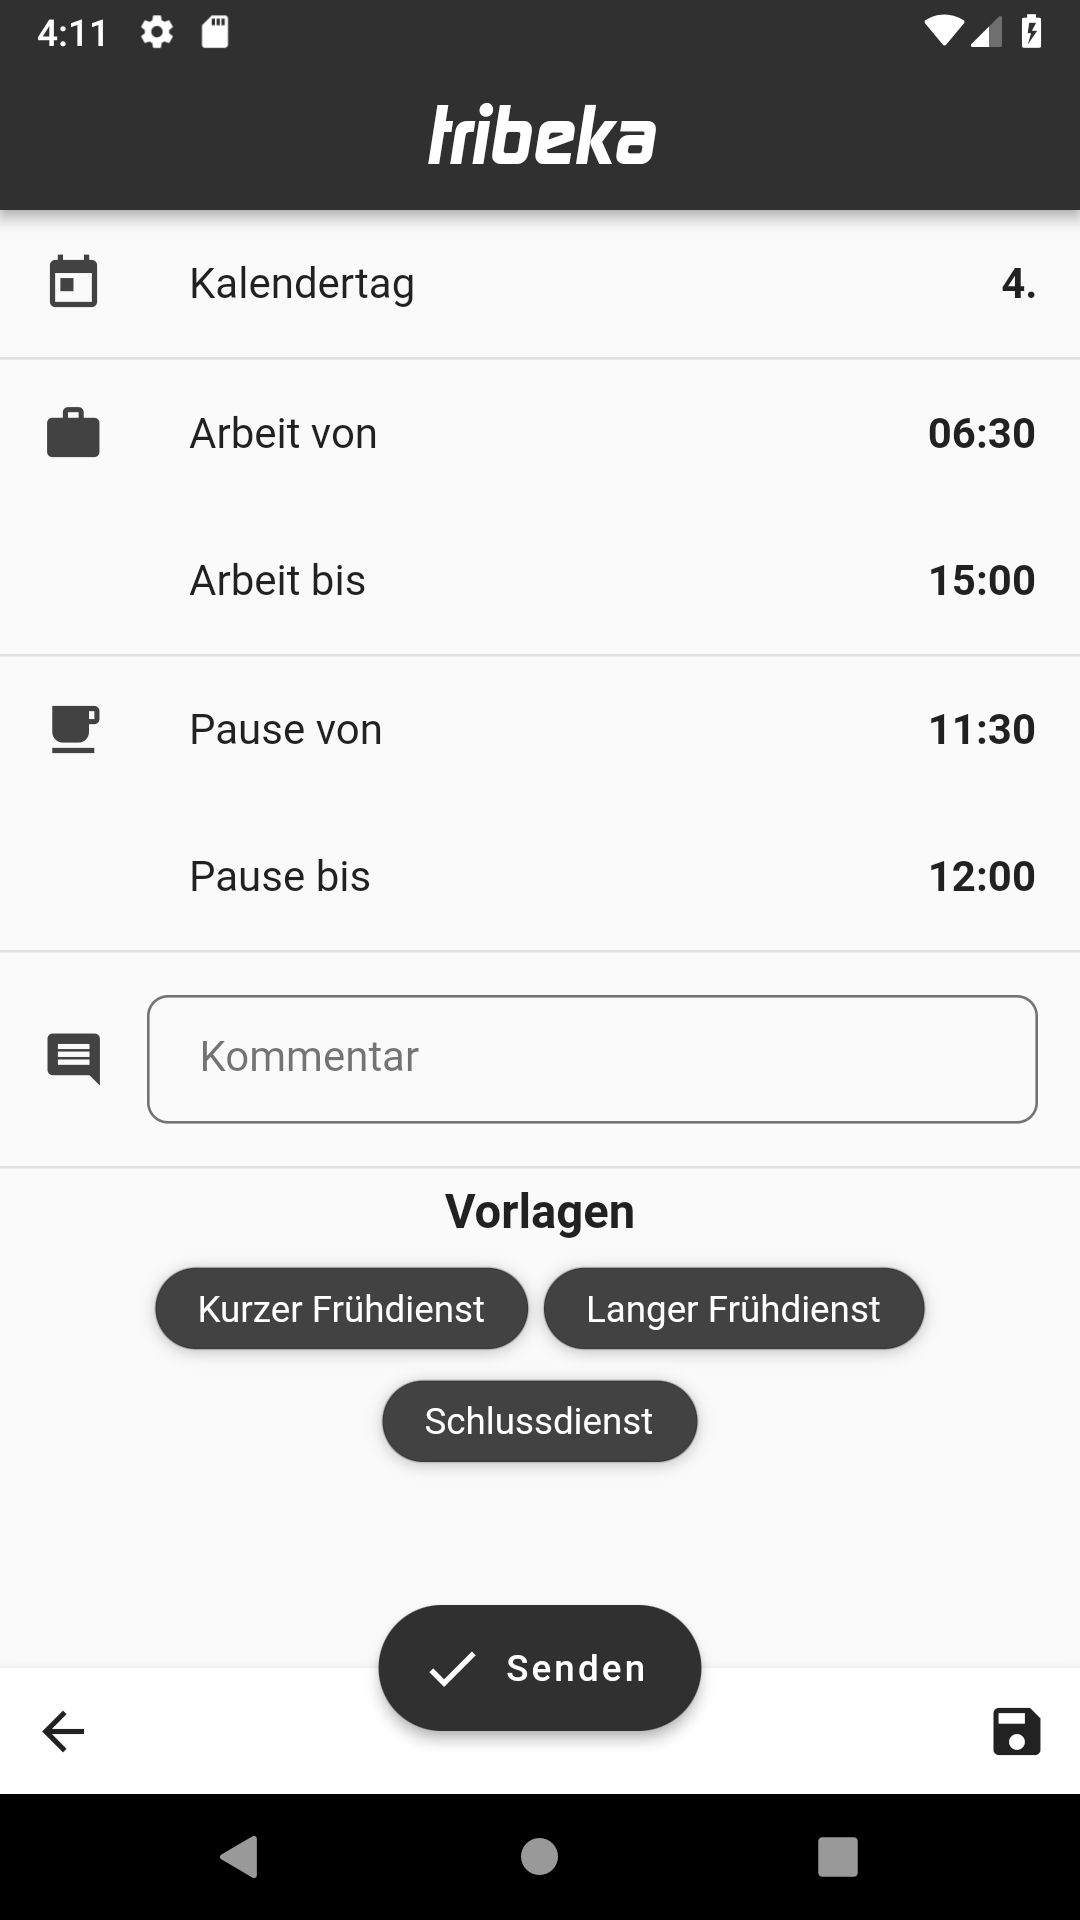 4:11
tribeka
Kalendertag 4.
Arbeit von 06:30
Arbeit bis 15:00
Pause von 11:30
Pause bis 12:00
Kommentar
Vorlagen
Kurzer Frühdienst Langer Frühdienst
Schlussdienst
Senden